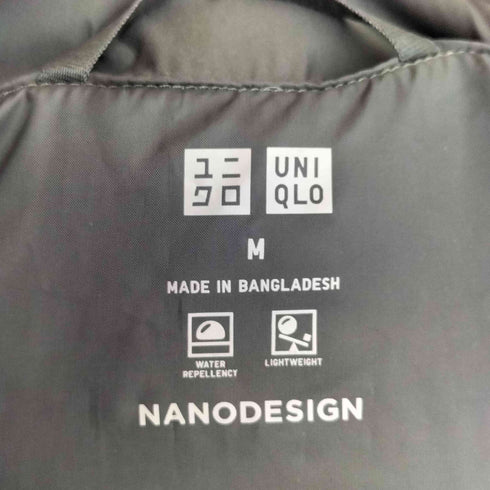 ユニ UNI
クロ QLO
M
MADE IN BANGLADESH
WATER
REPELLENCY
LIGHTWEIGHT
NANODESIGN